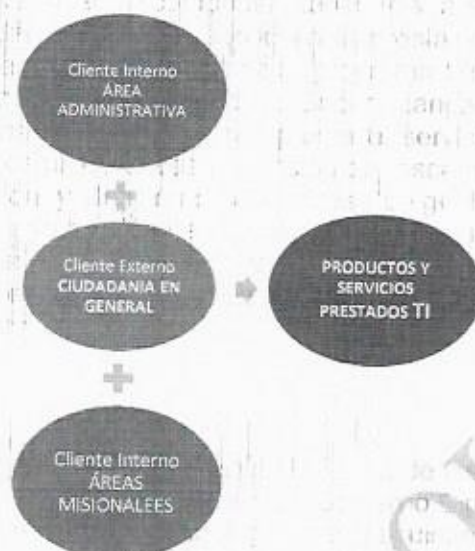 Cliente Interno
ÁREA
ADMINISTRATIVA
Cliente Externo
CIUDADANIA EN
GENERAL
PRODUCTOS Y
SERVICIOS
PRESTADOS TI
Cliente Interno
ÁREAS
MISIONALEES